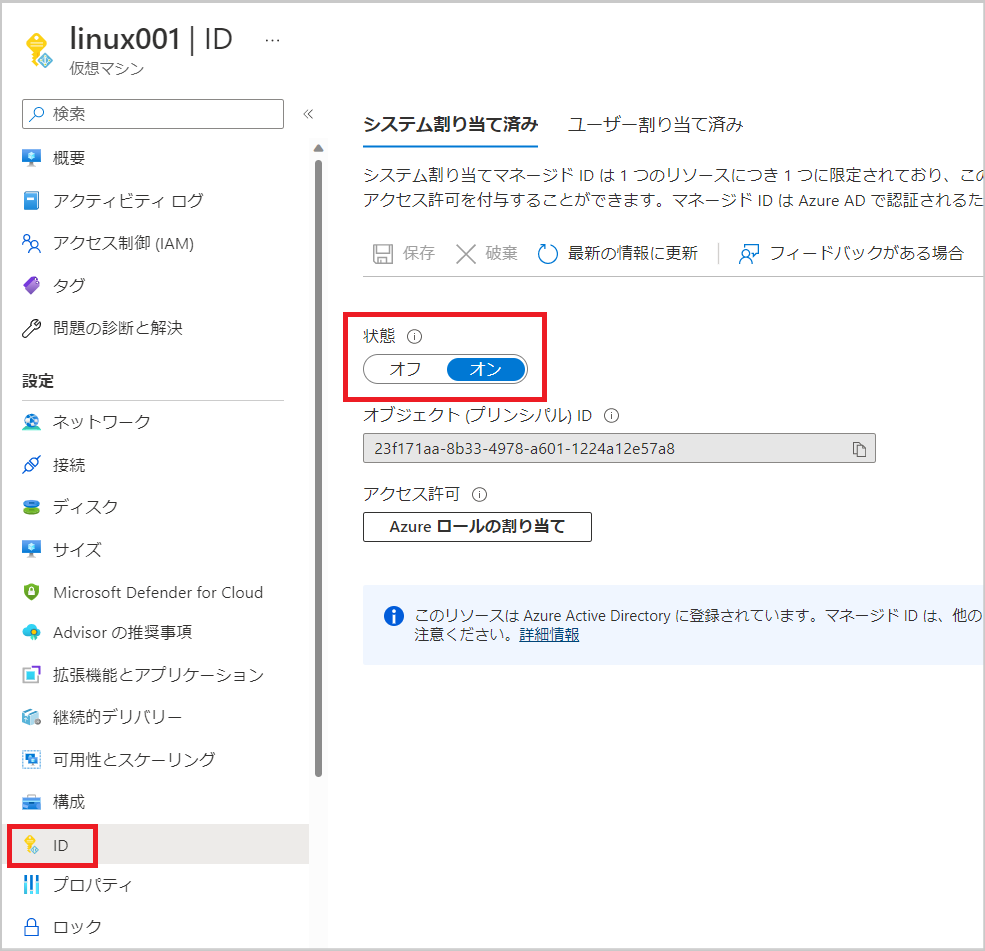 linux001 | ID
...
仮想マシン
検索
«
概要
アクティビティ ログ
アクセス制御 (IAM)
タグ
問題の診断と解決
設定
ネットワーク
接続
ディスク
サイズ
Microsoft Defender for Cloud
Advisor の推奨事項
拡張機能とアプリケーション
継続的デリバリー
可用性とスケーリング
構成
ID
プロパティ
ロック
システム割り当て済み ユーザー割り当て済み
システム割り当てマネージド ID は 1 つのリソースにつき 1 つに限定されており、この
アクセス許可を付与することができます。マネージド ID は Azure AD で認証されるた
保存 破棄 最新の情報に更新 フィードバックがある場合
状態
オフ オン
オブジェクト (プリンシパル) ID
23f171aa-8b33-4978-a601-1224a12e57a8
アクセス許可
Azure ロールの割り当て
このリソースは Azure Active Directory に登録されています。マネージド ID は、他の
注意ください。詳細情報